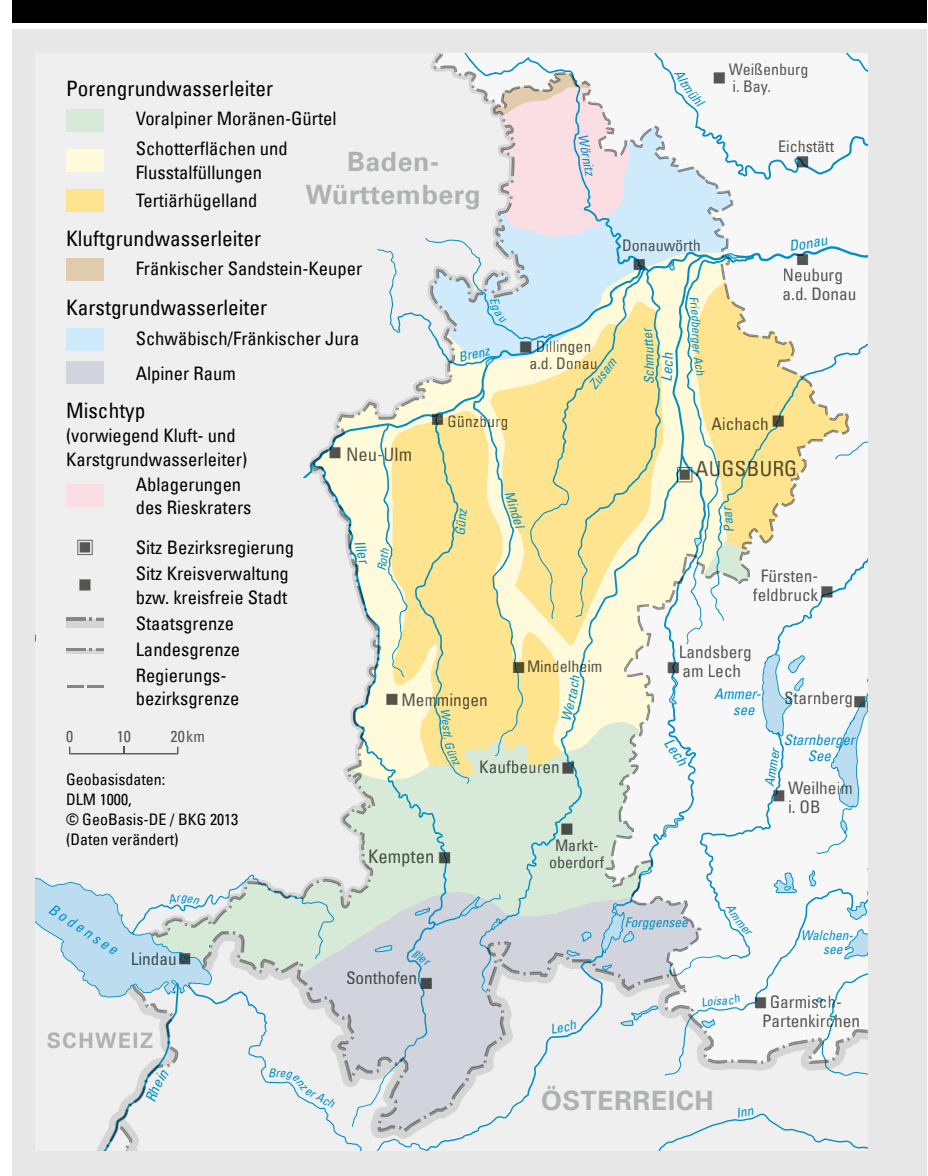 Porengrundwasserleiter
Voralpiner Moränen-Gürtel
Schotterflächen und
Flusstalfüllungen
Tertiärhügelland
Kluftgrundwasserleiter
Fränkischer Sandstein-Keuper
Karstgrundwasserleiter
Schwäbisch/Fränkischer Jura
Alpiner Raum
Mischtyp
(vorwiegend Kluft- und
Karstgrundwasserleiter)
Ablagerungen
des Rieskraters
Sitz Bezirksregierung
Sitz Kreisverwaltung
bzw. kreisfreie Stadt
Staatsgrenze
Landesgrenze
Regierungs-
bezirksgrenze
0 10 20 km
Geobasisdaten:
DLM 1000,
© GeoBasis-DE / BKG 2013
(Daten verändert)
Baden-
Württemberg
Weißenburg
i. Bay.
Altmühl
Eichstätt
Wörnitz
Donauwörth
Donau
Neuburg
a.d. Donau
Egau
Brenz
Dillingen
a.d. Donau
Zusam
Schmutter
Lech
Friedberger Ach
Günzburg
Aichach
Neu-Ulm
AUGSBURG
Iller
Roth
Günz
Mindel
Paar
Fürsten-
feldbruck
Mindelheim
Wertach
Landsberg
am Lech
Memmingen
Westl. Günz
Ammer-
see
Starnberg
Starnberger
See
Lech
Ammer
Kaufbeuren
Weilheim
i. OB
Kempten
Markt-
oberdorf
Argen
Bodensee
Forggensee
Ammer
Walchen-
see
Lindau
Iller
Sonthofen
Loisach
Garmisch-
Partenkirchen
SCHWEIZ
Lech
Rhein
Bregenzer Ach
ÖSTERREICH
Inn